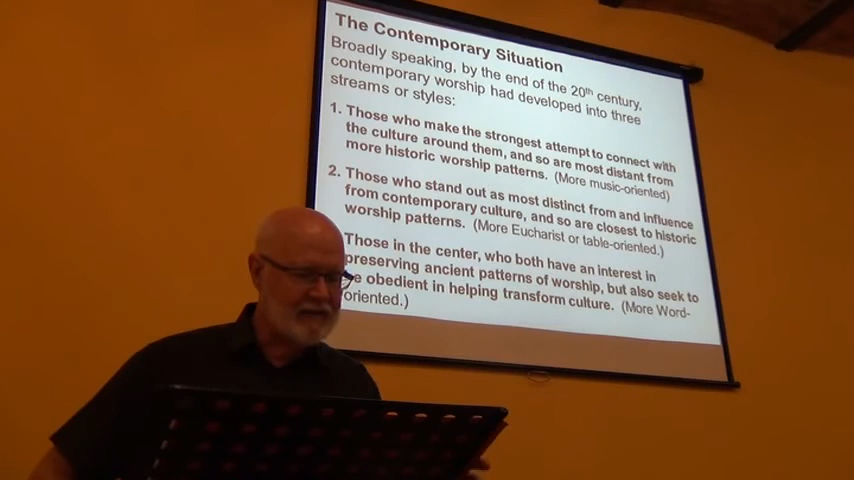 The Contemporary Situation
Broadly speaking, by the end of the 20th century,
contemporary worship had developed into three
streams or styles:
1. Those who make the strongest attempt to connect with
the culture around them, and so are most distant from
more historic worship patterns. (More music-oriented)
2. Those who stand out as most distinct from and influence
from contemporary culture, and so are closest to historic
worship patterns. (More Eucharist or table-oriented.)
Those in the center, who both have an interest in
preserving ancient patterns of worship, but also seek to
obedient in helping transform culture. (More Word-
oriented.)